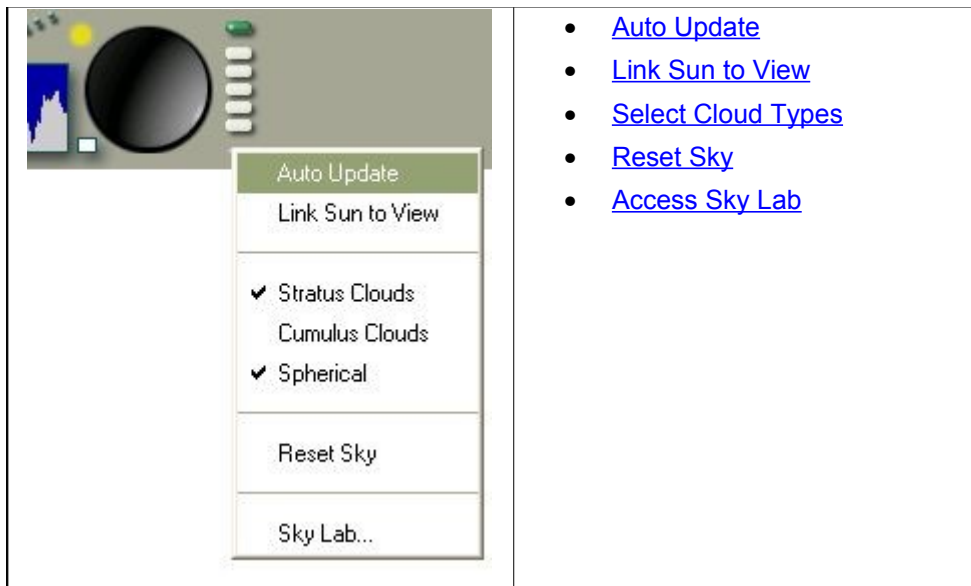 Auto Update
Link Sun to View
Stratus Clouds
Cumulus Clouds
Spherical
Reset Sky
Sky Lab...
• Auto Update
• Link Sun to View
• Select Cloud Types
• Reset Sky
• Access Sky Lab